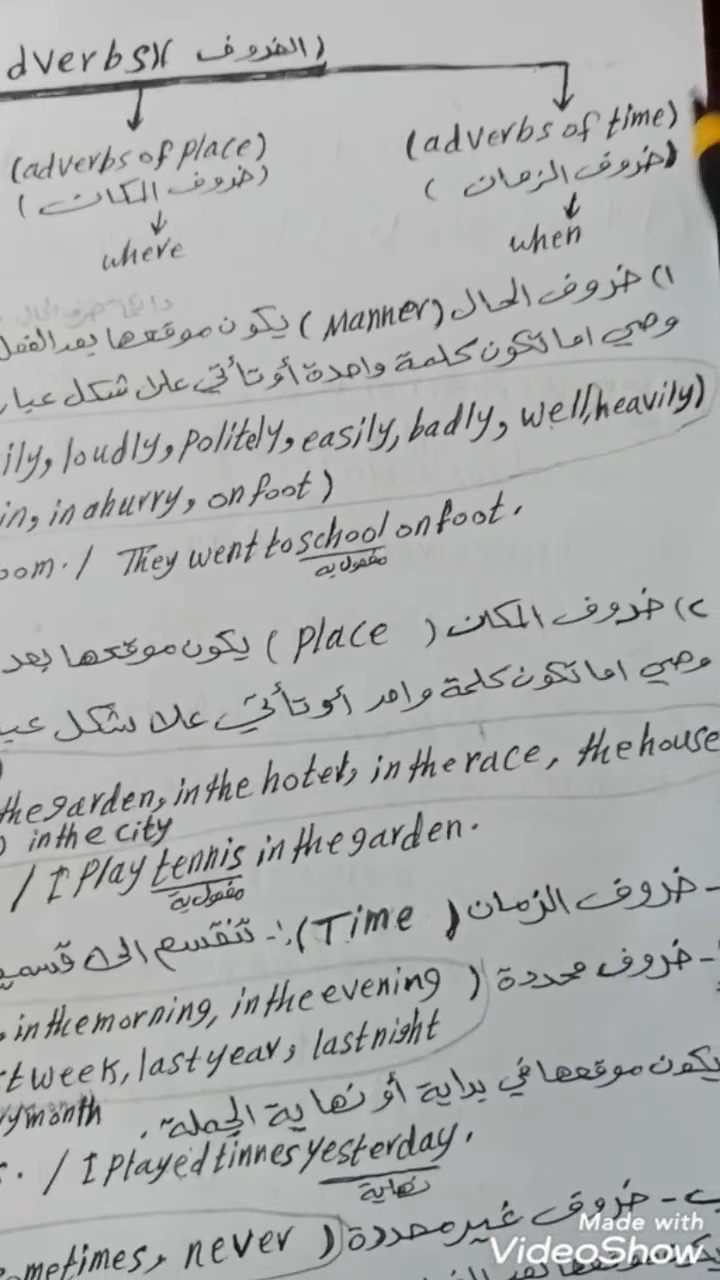 dverbs)( الظروف )
(adverbs of place)
(adverbs of time)
( ظروف المكان )
( ظروف الزمان )
where
when
١) ظروف الحال (Manner) يكون موقعها بعد الفعل
وهي اما تكون كلمة واحدة أو تأتي على شكل عبار
ily, loudly, politely, easily, badly, well, heavily)
in, in a hurry, on foot)
oom. / They went to school on foot.
مفعول به
٢) ظروف المكان ( place ) يكون موقعها بعد
وهي اما تكون كلمة واحد أو تأتي على شكل عب
the garden, in the hotel, in the race, the house
) in the city
/ I play tennis in the garden.
مفعول به
- ظروف الزمان ( Time ):- تنقسم الى قسمي
- ظروف محددة (
, in the morning, in the evening
t week, last year, last night
y month
يكون موقعها في بداية أو نهاية الجملة.
. / I played tinnes yesterday.
نهاية
ب- ظروف غير محددة (
ometimes, never
Made with
VideoShow